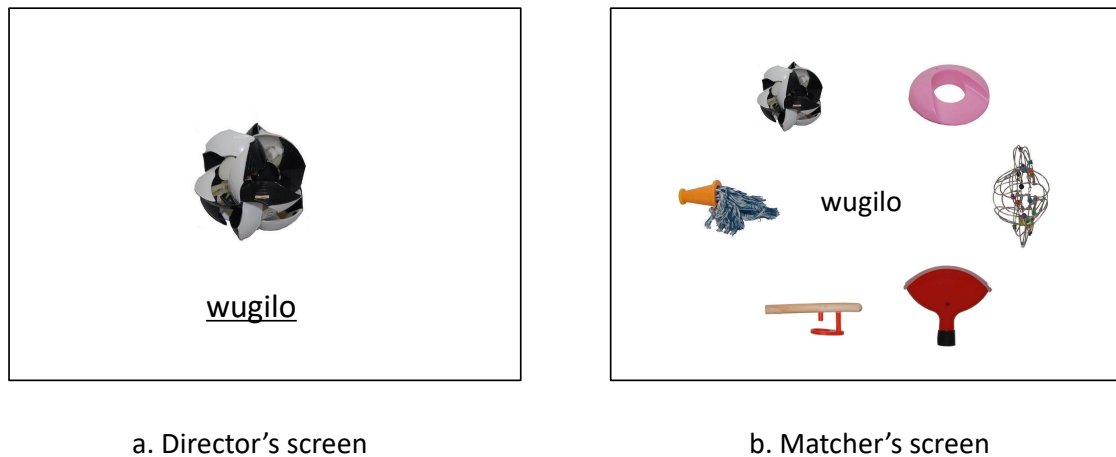 wugilo
wugilo
a. Director’s screen
b. Matcher’s screen